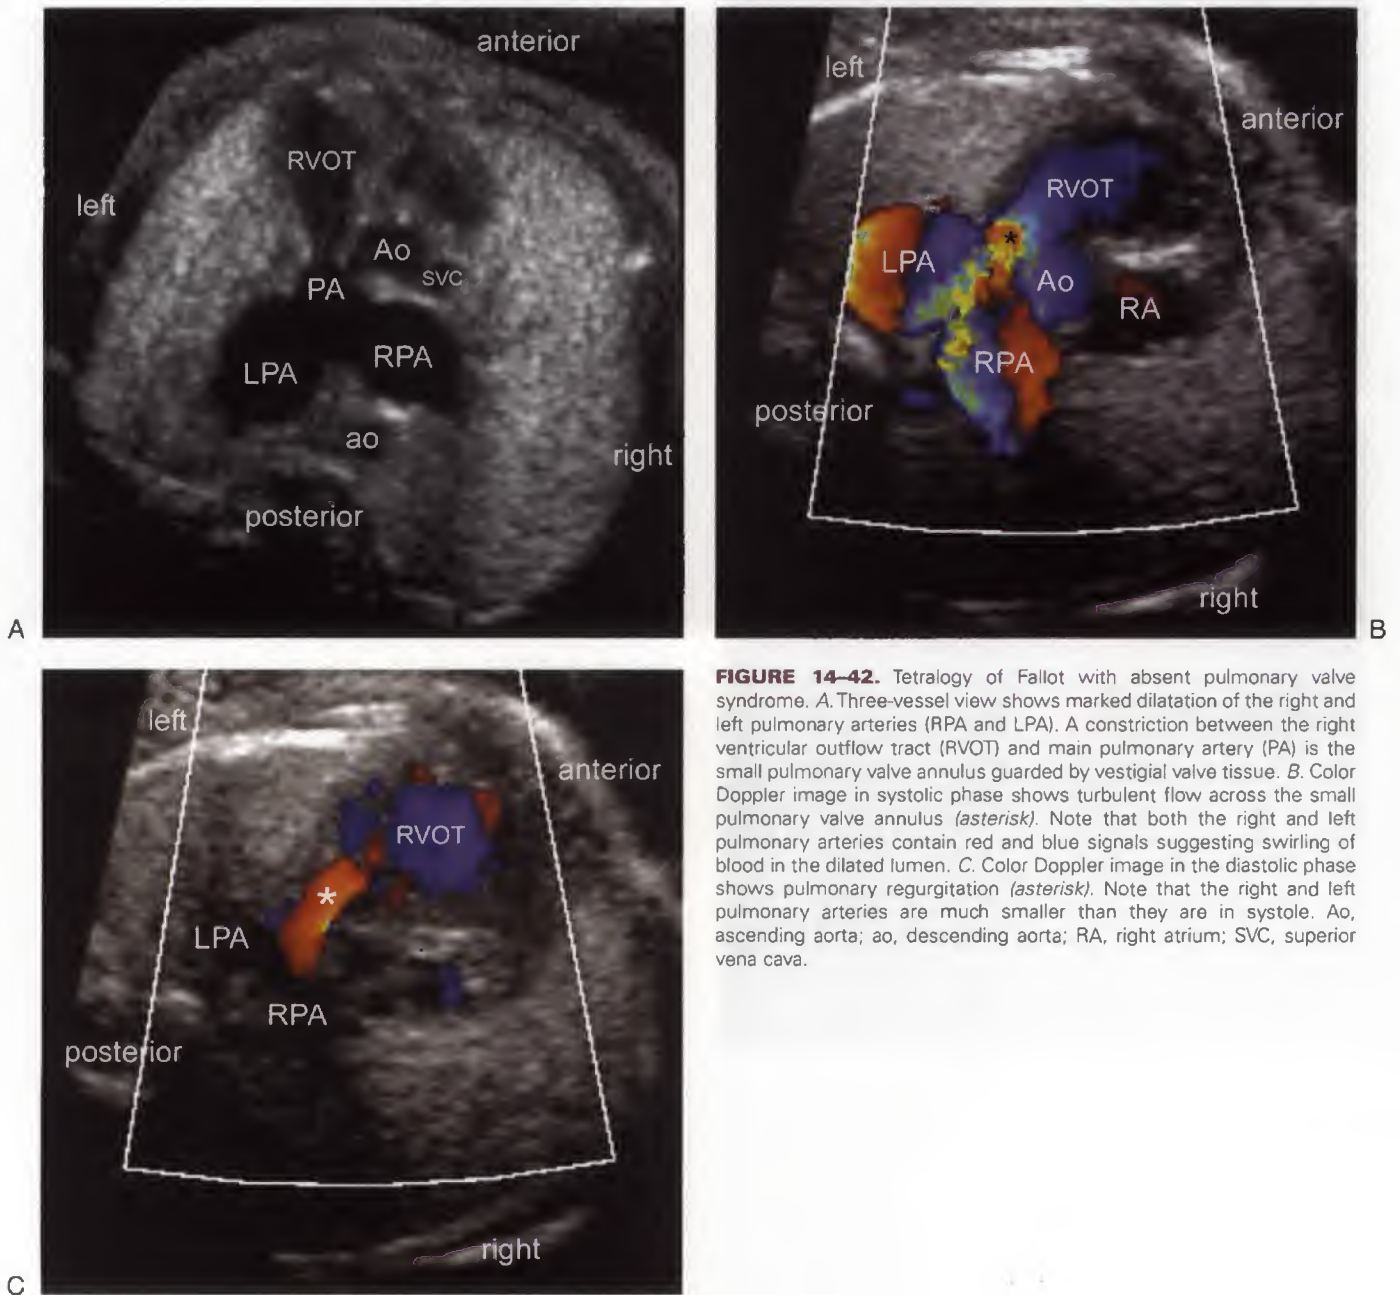 anterior
RVOT
left
Ao
SVC
PA
RPA
LPA
ao
right
posterior
A
left
anterior
RVOT
*
LPA
Ao
RA
RPA
posterior
right
B
left
anterior
RVOT
*
LPA
RPA
posterior
right
C
FIGURE 14–42. Tetralogy of Fallot with absent pulmonary valve
syndrome. A. Three-vessel view shows marked dilatation of the right and
left pulmonary arteries (RPA and LPA). A constriction between the right
ventricular outflow tract (RVOT) and main pulmonary artery (PA) is the
small pulmonary valve annulus guarded by vestigial valve tissue. B. Color
Doppler image in systolic phase shows turbulent flow across the small
pulmonary valve annulus (asterisk). Note that both the right and left
pulmonary arteries contain red and blue signals suggesting swirling of
blood in the dilated lumen. C. Color Doppler image in the diastolic phase
shows pulmonary regurgitation (asterisk). Note that the right and left
pulmonary arteries are much smaller than they are in systole. Ao,
ascending aorta; ao, descending aorta; RA, right atrium; SVC, superior
vena cava.